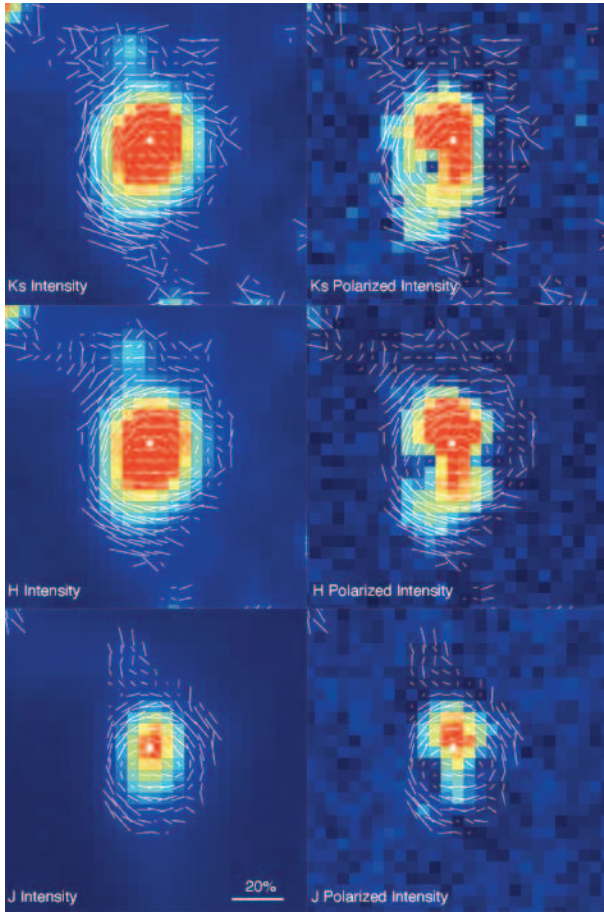 Ks Intensity
Ks Polarized Intensity
H Intensity
H Polarized Intensity
J Intensity
20%
J Polarized Intensity